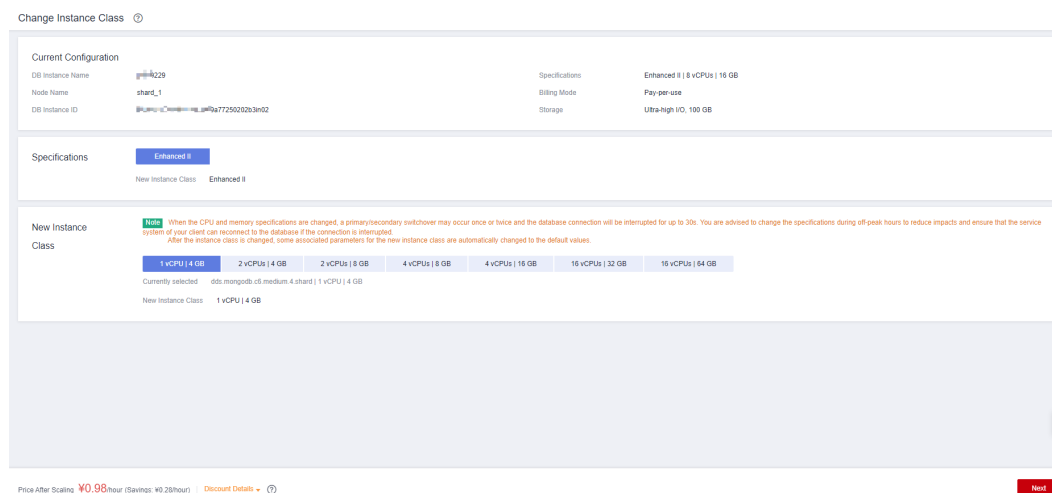 Change Instance Class ?
Current Configuration
DB Instance Name 9229 Specifications Enhanced II | 8 vCPUs | 16 GB
Node Name shard_1 Billing Mode Pay-per-use
DB Instance ID 9a77250202b3in02 Storage Ultra-high I/O, 100 GB
Specifications Enhanced II
New Instance Class Enhanced II
New Instance Class
Note When the CPU and memory specifications are changed, a primary/secondary switchover may occur once or twice and the database connection will be interrupted for up to 30s. You are advised to change the specifications during off-peak hours to reduce impacts and ensure that the service
system of your client can reconnect to the database if the connection is interrupted.
After the instance class is changed, some associated parameters for the new instance class are automatically changed to the default values.
1 vCPU | 4 GB 2 vCPUs | 4 GB 2 vCPUs | 8 GB 4 vCPUs | 8 GB 4 vCPUs | 16 GB 16 vCPUs | 32 GB 16 vCPUs | 64 GB
Currently selected dds.mongodb.c6.medium.4.shard | 1 vCPU | 4 GB
New Instance Class 1 vCPU | 4 GB
Price After Scaling ¥0.98/hour (Savings: ¥0.28/hour) | Discount Details ? Next